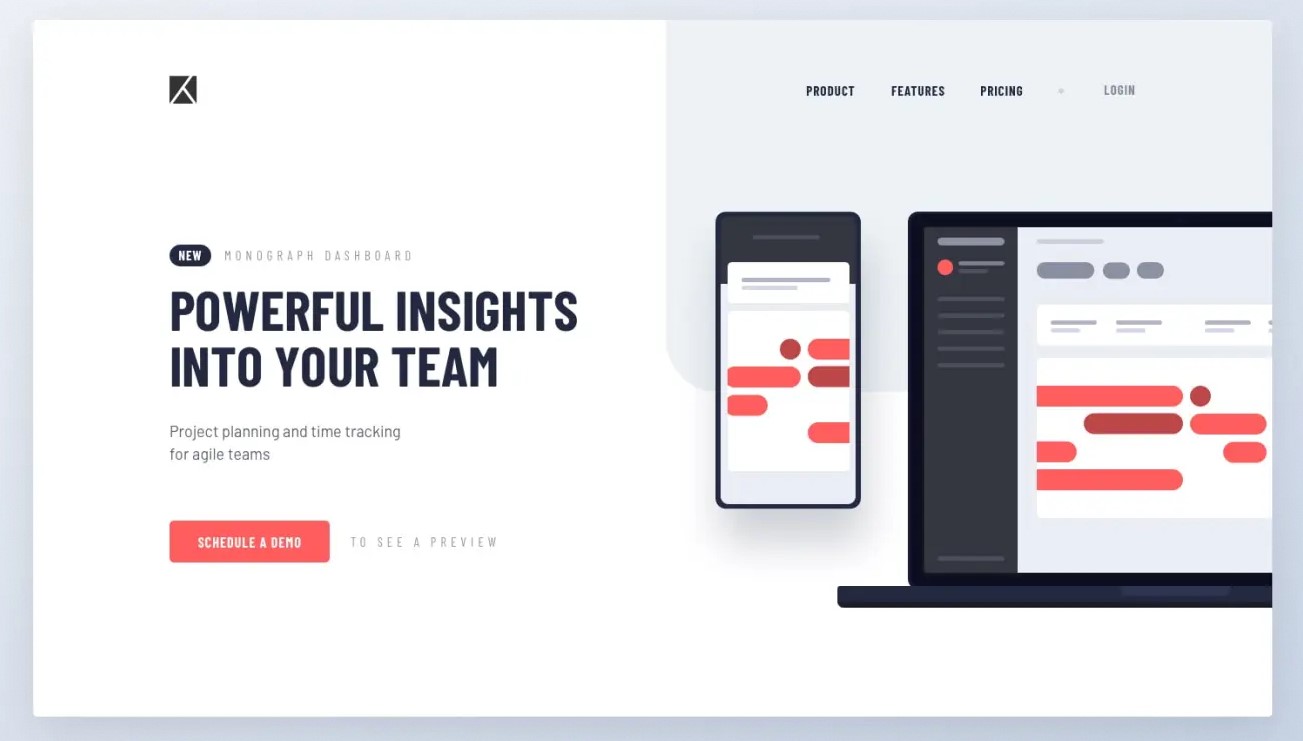 PRODUCT FEATURES PRICING LOGIN
NEW MONOGRAPH DASHBOARD
POWERFUL INSIGHTS
INTO YOUR TEAM
Project planning and time tracking
for agile teams
SCHEDULE A DEMO TO SEE A PREVIEW